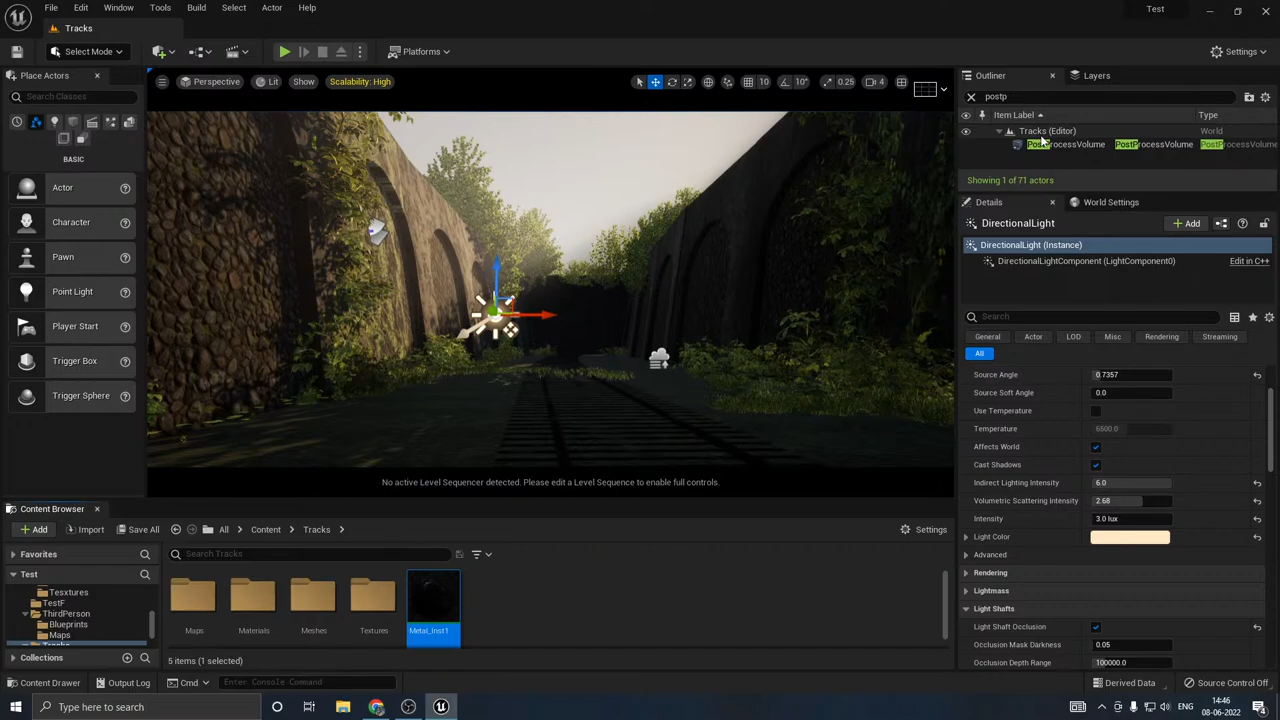 File Edit Window Tools Build Select Actor Help
Test
Tracks
Select Mode
Platforms
Settings
Place Actors
Search Classes
BASIC
Actor
Character
Pawn
Point Light
Player Start
Trigger Box
Trigger Sphere
Perspective Lit Show Scalability: High
10 10° 0.25 4
No active Level Sequencer detected. Please edit a Level Sequence to enable full controls.
Outliner Layers
postp
Item Label Type
Tracks (Editor) World
PostProcessVolume PostProcessVolume PostProcessVolume
Showing 1 of 71 actors
Details World Settings
DirectionalLight Add
DirectionalLight (Instance)
DirectionalLightComponent (LightComponent0) Edit in C++
Search
General Actor LOD Misc Rendering Streaming
All
Source Angle 0.7357
Source Soft Angle 0.0
Use Temperature
Temperature 6500.0
Affects World
Cast Shadows
Indirect Lighting Intensity 6.0
Volumetric Scattering Intensity 2.68
Intensity 3.0 lux
Light Color
Advanced
Rendering
Lightmass
Light Shafts
Light Shaft Occlusion
Occlusion Mask Darkness 0.05
Occlusion Depth Range 100000.0
Content Browser
Add Import Save All All Content Tracks Settings
Favorites
Test
Tesxtures
TestF
ThirdPerson
Blueprints
Maps
Collections
Search Tracks
Maps Materials Meshes Textures Metal_Inst1
5 items (1 selected)
Content Drawer Output Log Cmd Enter Console Command Derived Data Source Control Off
Type here to search
14:46
08-06-2022
4